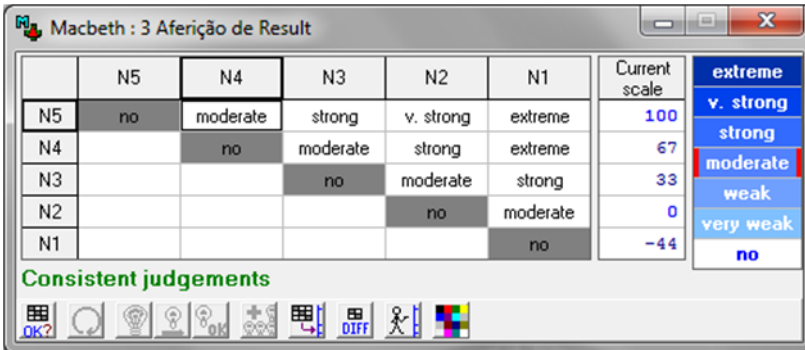 Macbeth : 3 Aferição de Result
N5 N4 N3 N2 N1 Current scale extreme
N5 no moderate strong v. strong extreme 100 v. strong
N4 no moderate strong extreme 67 strong
N3 no moderate strong 33 moderate
N2 no moderate 0 weak
N1 no -44 very weak
no
Consistent judgements
OK? OK DIFF